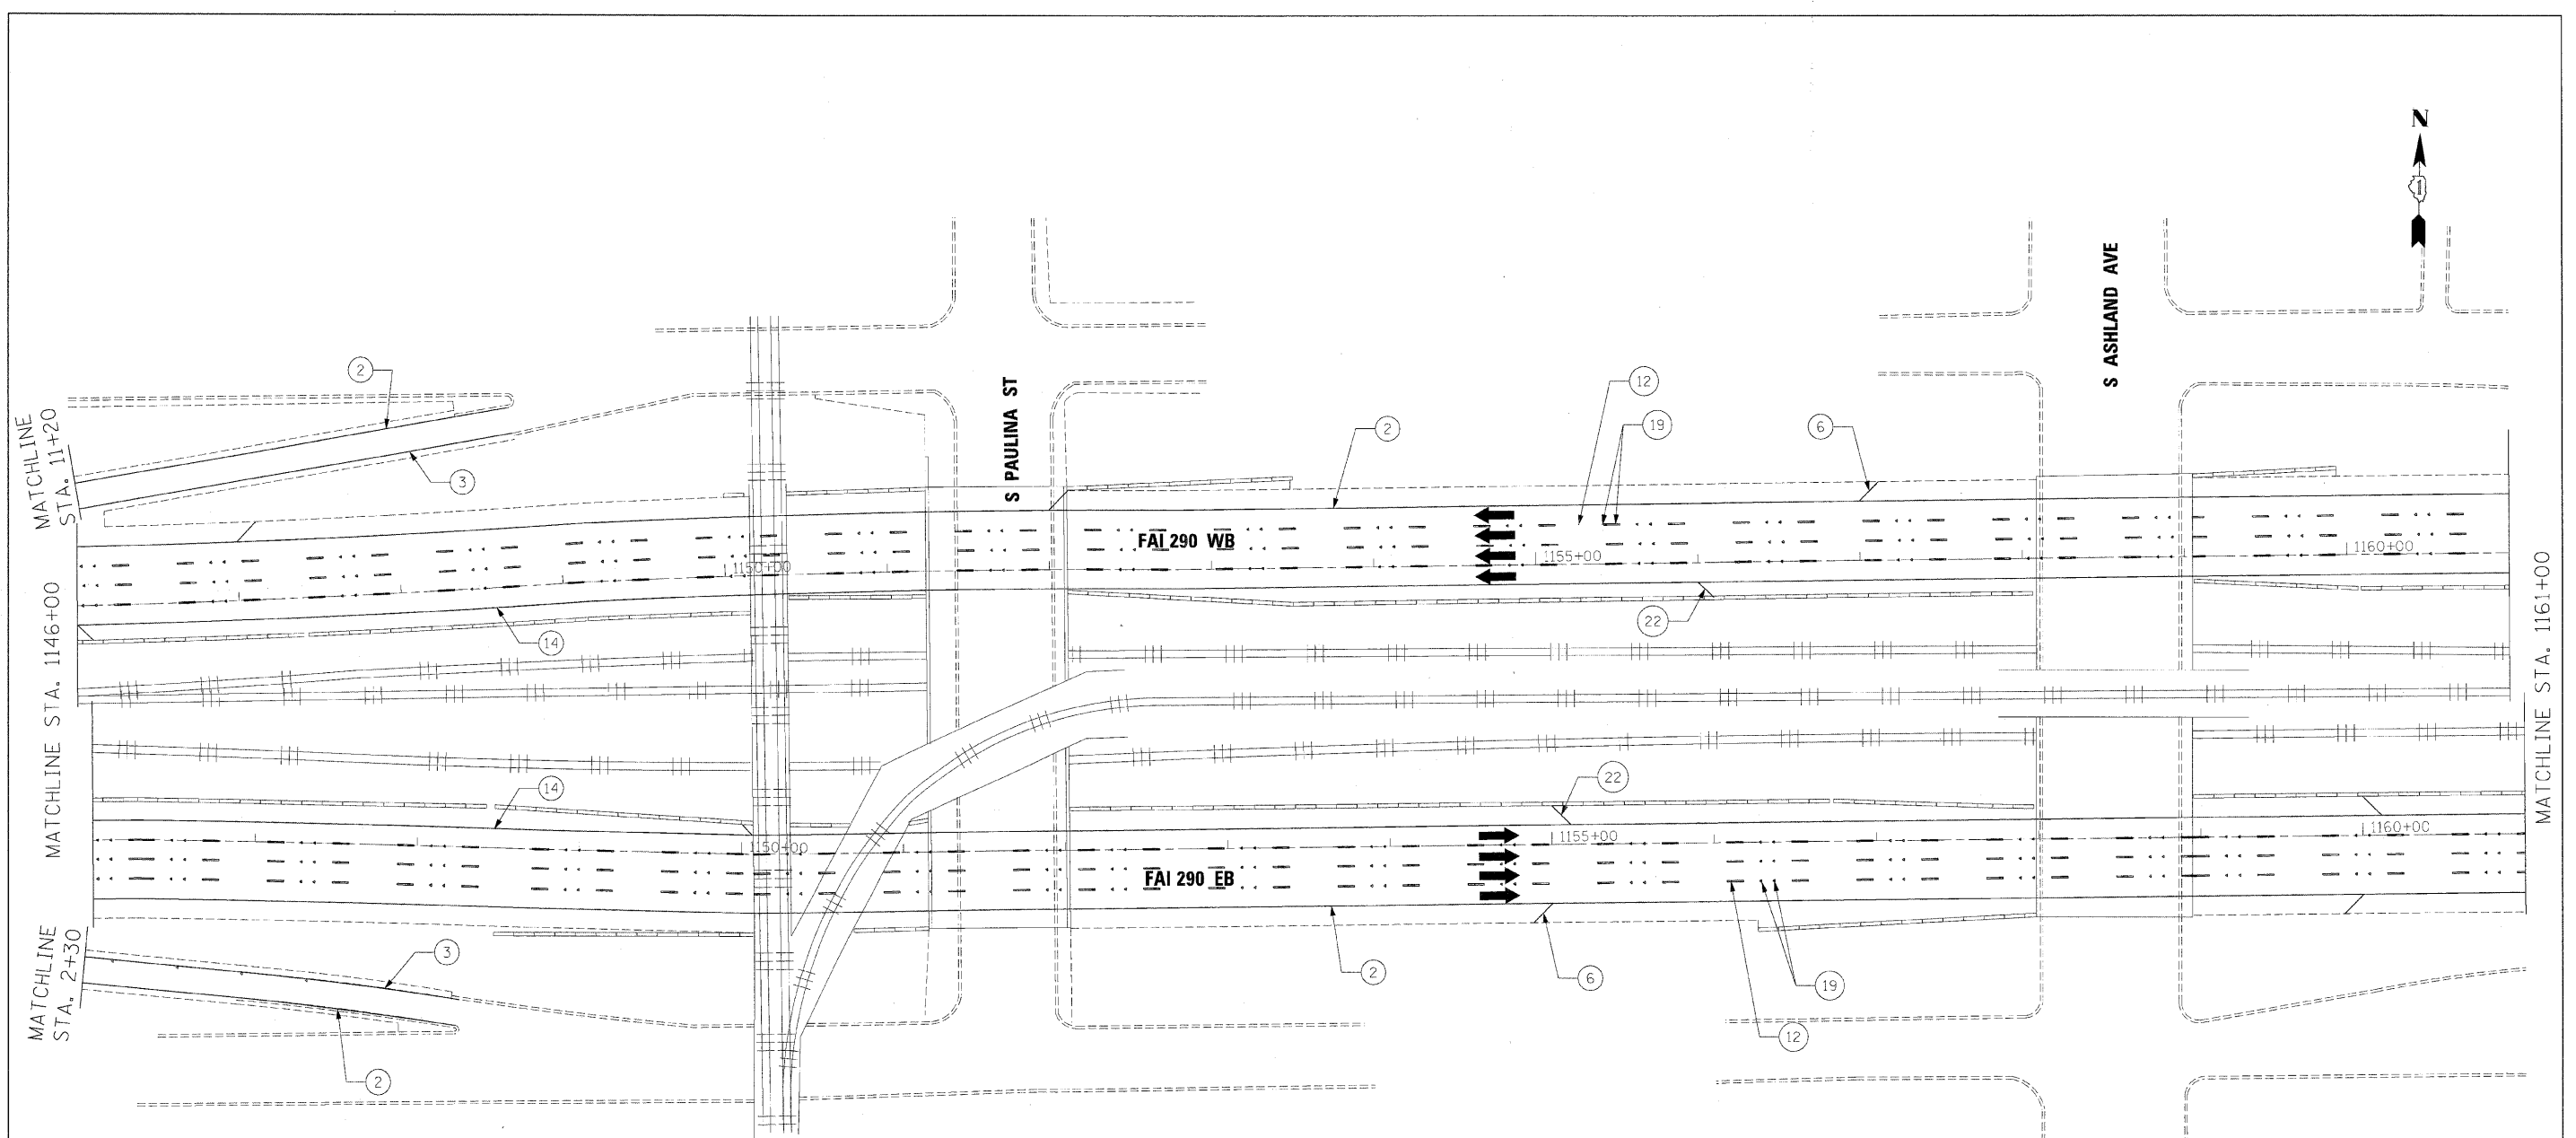 N
S ASHLAND AVE
S PAULINA ST
MATCHLINE
STA. 11+20
2
3
12
19
2
6
FAI 290 WB
1150+00
1155+00
1160+00
14
22
MATCHLINE STA. 1146+00
MATCHLINE STA. 1161+00
14
22
1150+00
1155+00
1160+00
FAI 290 EB
MATCHLINE
STA. 2+30
3
2
2
6
19
12